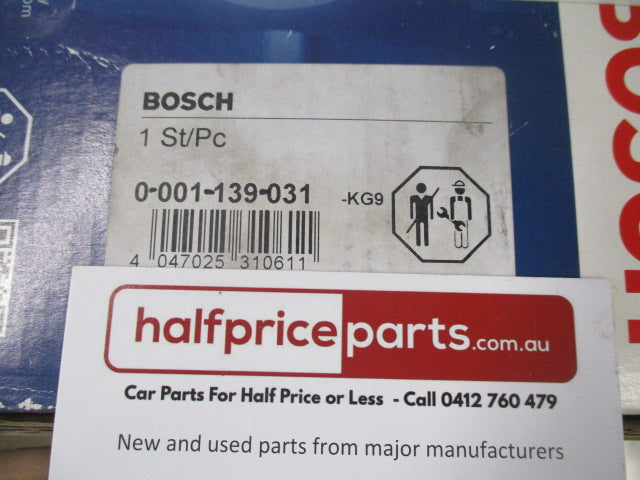 .com
BOSCH
1 St/Pc
0-001-139-031
-KG9
4 047025 310611
halfpriceparts.com.au
Car Parts For Half Price or Less - Call 0412 760 479
New and used parts from major manufacturers